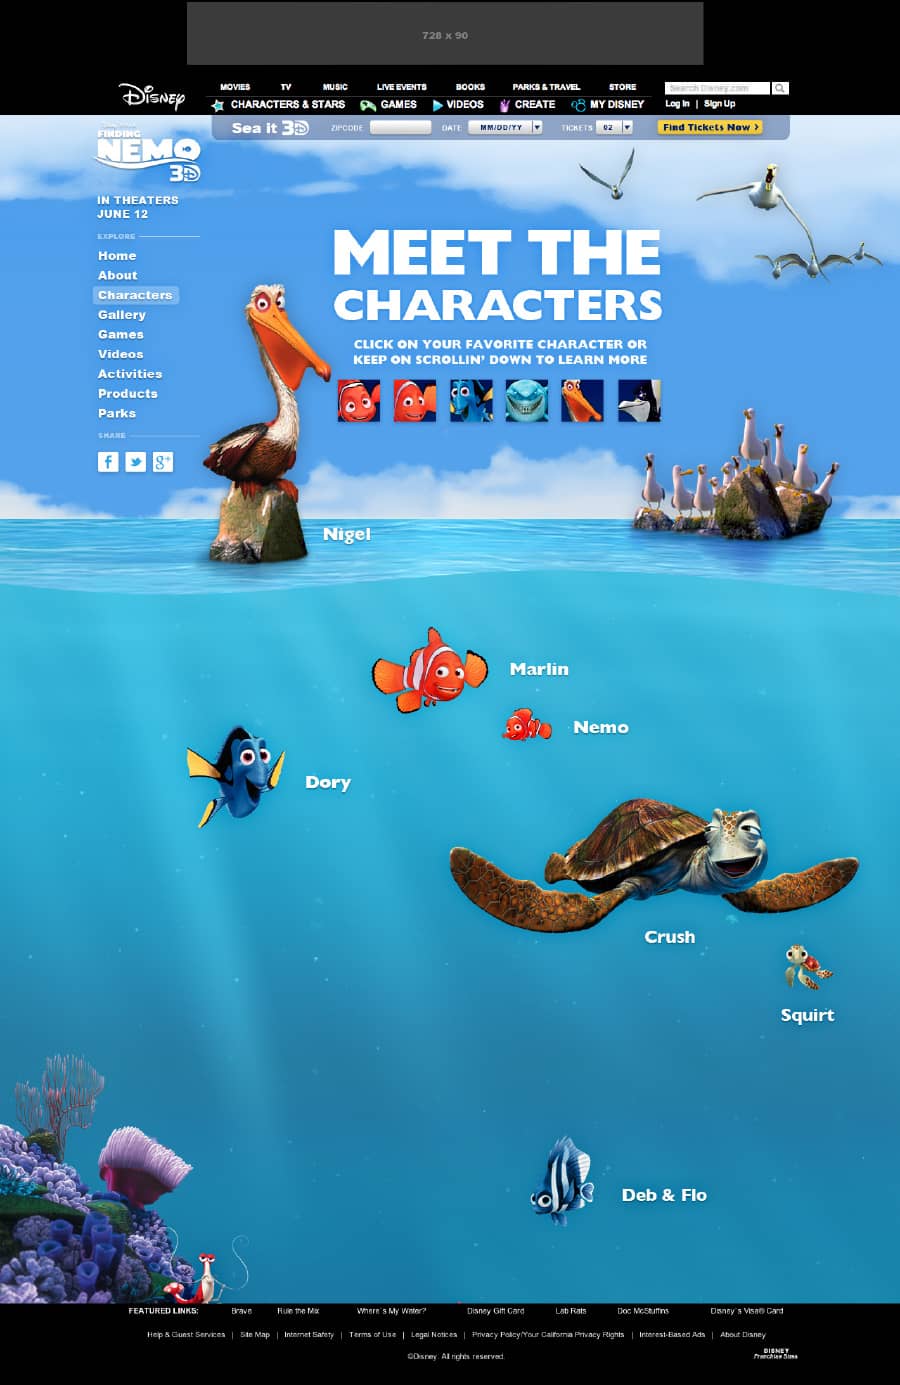 728 x 90
Disney
MOVIES TV MUSIC LIVE EVENTS BOOKS PARKS & TRAVEL STORE
Search Disney.com
CHARACTERS & STARS GAMES VIDEOS CREATE MY DISNEY
Log In | Sign Up
Sea it 3D ZIPCODE DATE MM/DD/YY TICKETS 02 Find Tickets Now >
FINDING
NEMO
3D
IN THEATERS
JUNE 12
EXPLORE
Home
About
Characters
Gallery
Games
Videos
Activities
Products
Parks
SHARE
f g+
MEET THE
CHARACTERS
CLICK ON YOUR FAVORITE CHARACTER OR
KEEP ON SCROLLIN' DOWN TO LEARN MORE
Nigel
Marlin
Nemo
Dory
Crush
Squirt
Deb & Flo
FEATURED LINKS: Brave Rule the Mix Where's My Water? Disney Gift Card Lab Rats Doc McStuffins Disney's Visa® Card
Help & Guest Services | Site Map | Internet Safety | Terms of Use | Legal Notices | Privacy Policy/Your California Privacy Rights | Interest-Based Ads | About Disney
©Disney. All rights reserved.
DISNEY
Franchise Sites